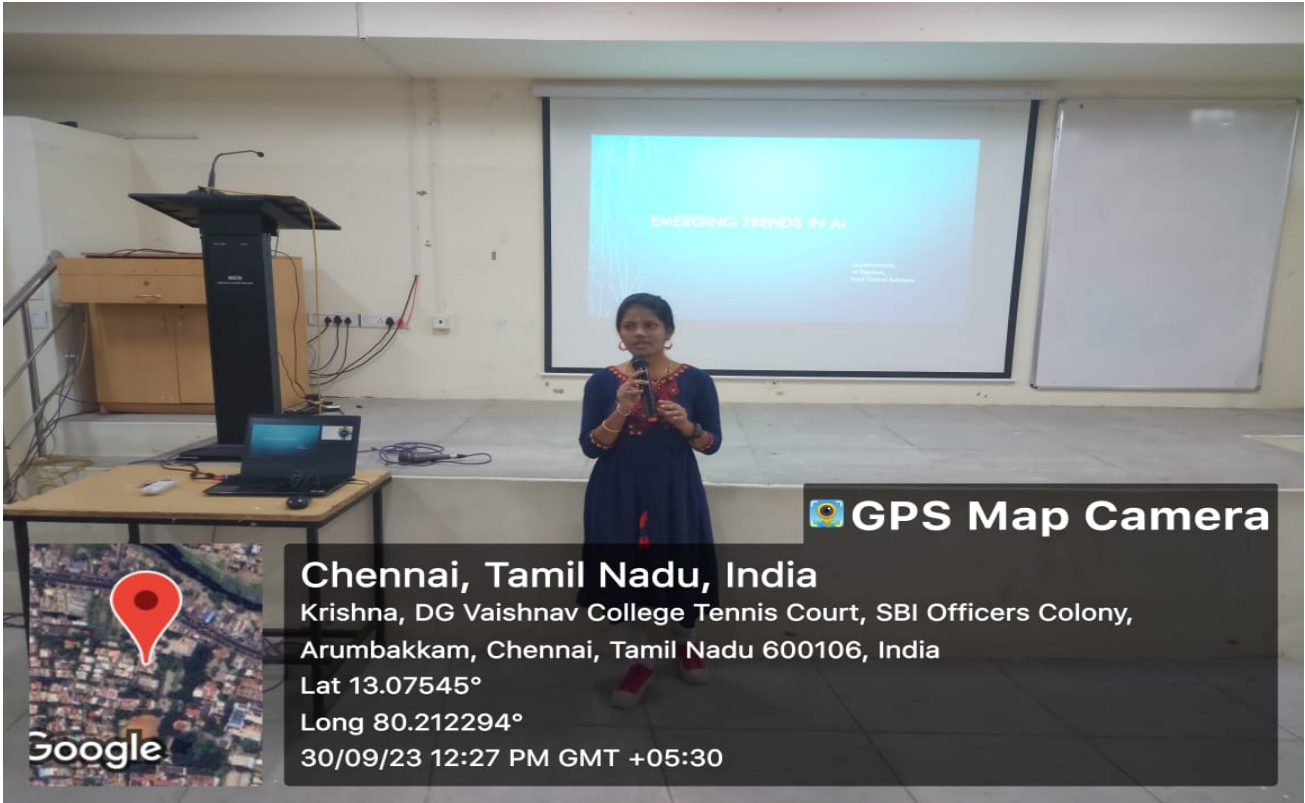 EMERGING TRENDS IN AI
AI Engineer,
GPS Map Camera
Chennai, Tamil Nadu, India
Krishna, DG Vaishnav College Tennis Court, SBI Officers Colony,
Arumbakkam, Chennai, Tamil Nadu 600106, India
Lat 13.07545°
Long 80.212294°
30/09/23 12:27 PM GMT +05:30
Google